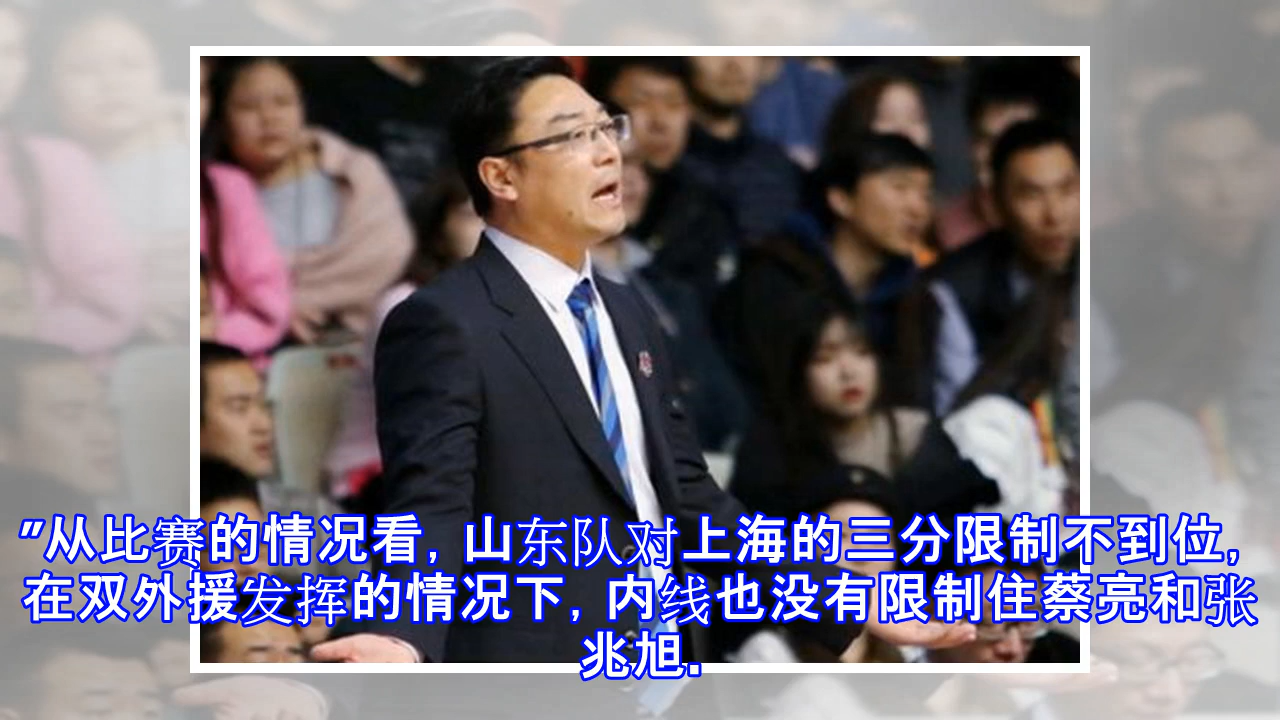 "从比赛的情况看, 山东队对上海的三分限制不到位,
在双外援发挥的情况下, 内线也没有限制住蔡亮和张
兆旭.